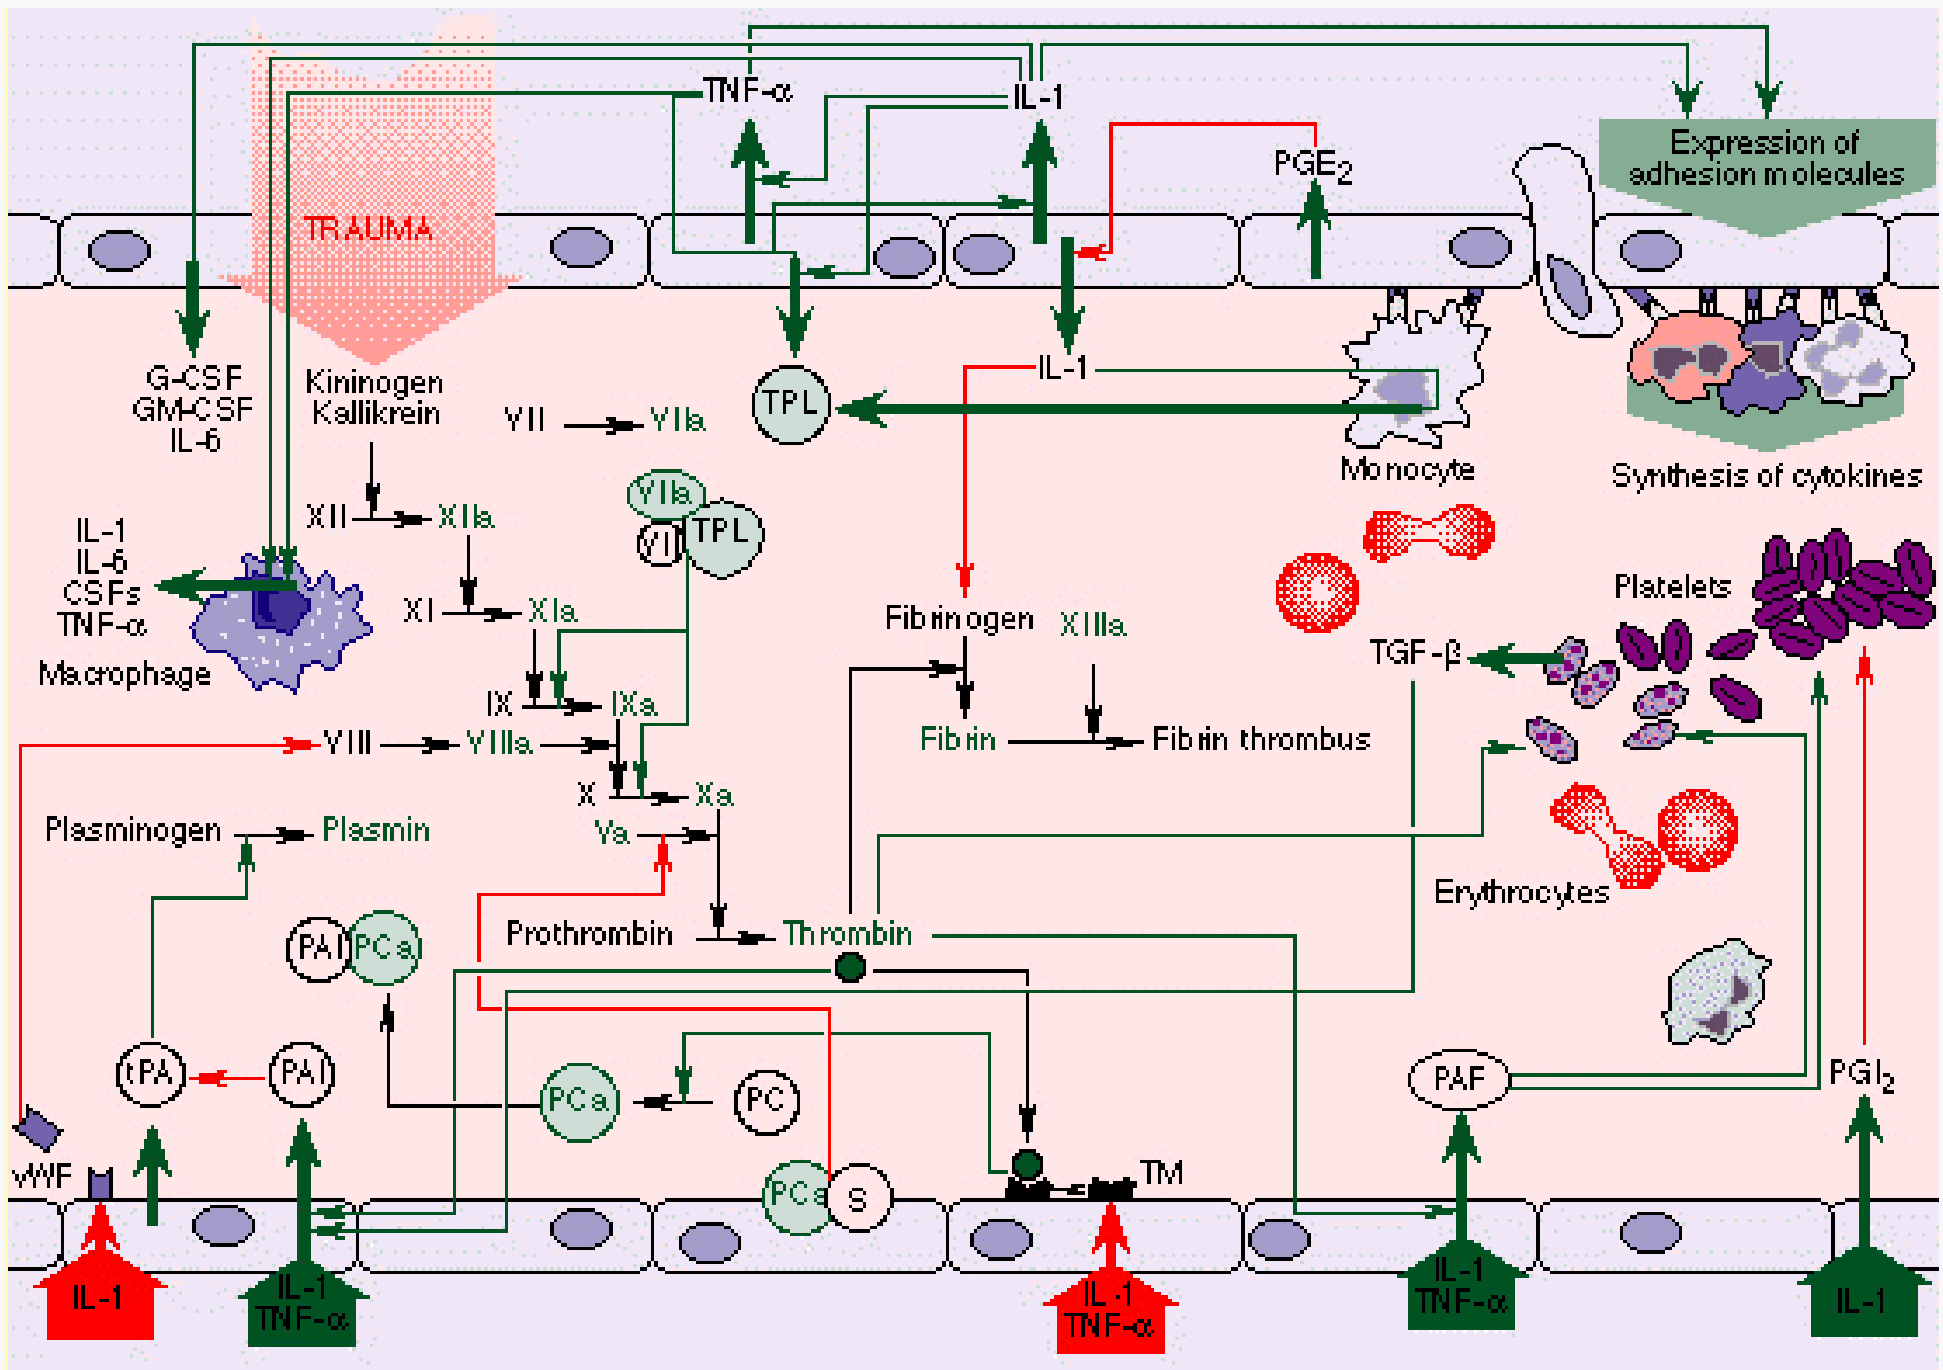 TNF-α
IL-1
PGE2
Expression of
adhesion molecules
TRAUMA
G-CSF
GM-CSF
IL-6
Kininogen
Kallikrein
VII
VIIa
TPL
IL-1
Monocyte
Synthesis of cytokines
VIIa
VII
TPL
XII
XIIa
IL-1
IL-6
CSFs
TNF-α
Macrophage
XI
XIa
Fibrinogen
XIIIa
Platelets
TGF-β
IX
IXa
VIII
VIIIa
Fibrin
Fibrin thrombus
X
Xa
Plasminogen
Plasmin
Va
Erythrocytes
Prothrombin
Thrombin
PAI
PCa
tPA
PAI
PCa
PC
PAF
PGI2
vWF
PCa
S
TM
IL-1
IL-1
TNF-α
IL-1
TNF-α
IL-1
TNF-α
IL-1